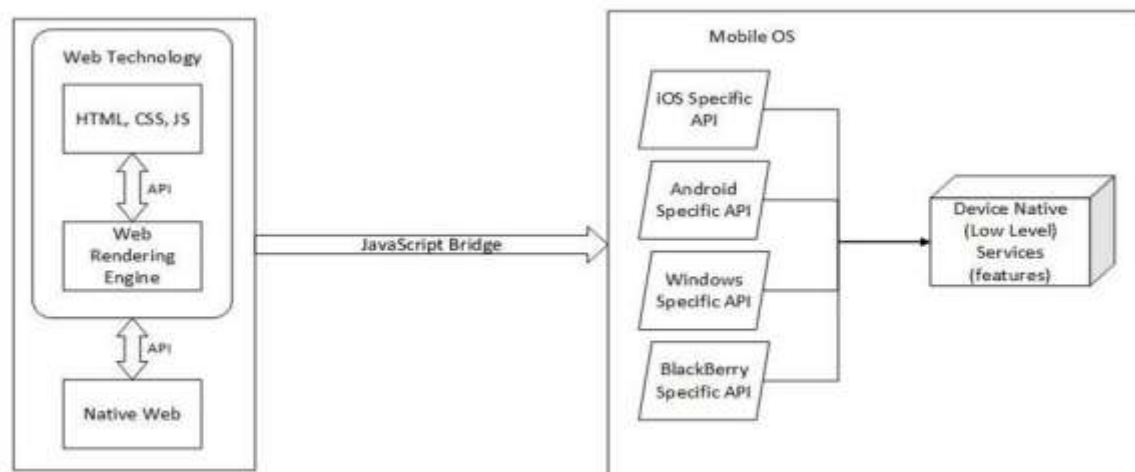 Web Technology
HTML, CSS, JS
API
Web
Rendering
Engine
API
Native Web
JavaScript Bridge
Mobile OS
iOS Specific
API
Android
Specific API
Windows
Specific API
BlackBerry
Specific API
Device Native
(Low Level)
Services
(features)